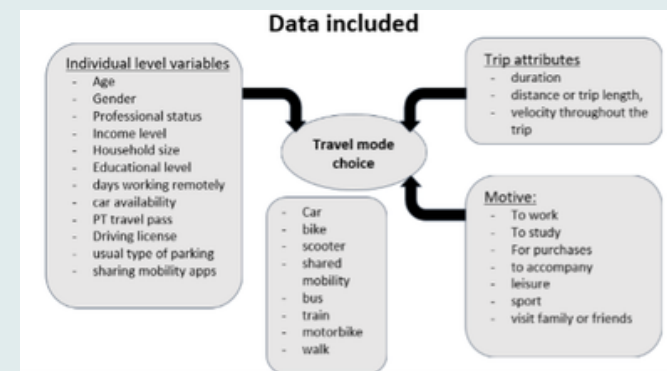 Data included
Individual level variables
- Age
- Gender
- Professional status
- Income level
- Household size
- Educational level
- days working remotely
- car availability
- PT travel pass
- Driving license
- usual type of parking
- sharing mobility apps
Travel mode
choice
- Car
- bike
- scooter
- shared
mobility
- bus
- train
- motorbike
- walk
Trip attributes
- duration
- distance or trip length,
- velocity throughout the
trip
Motive:
- To work
- To study
- For purchases
- to accompany
- leisure
- sport
- visit family or friends